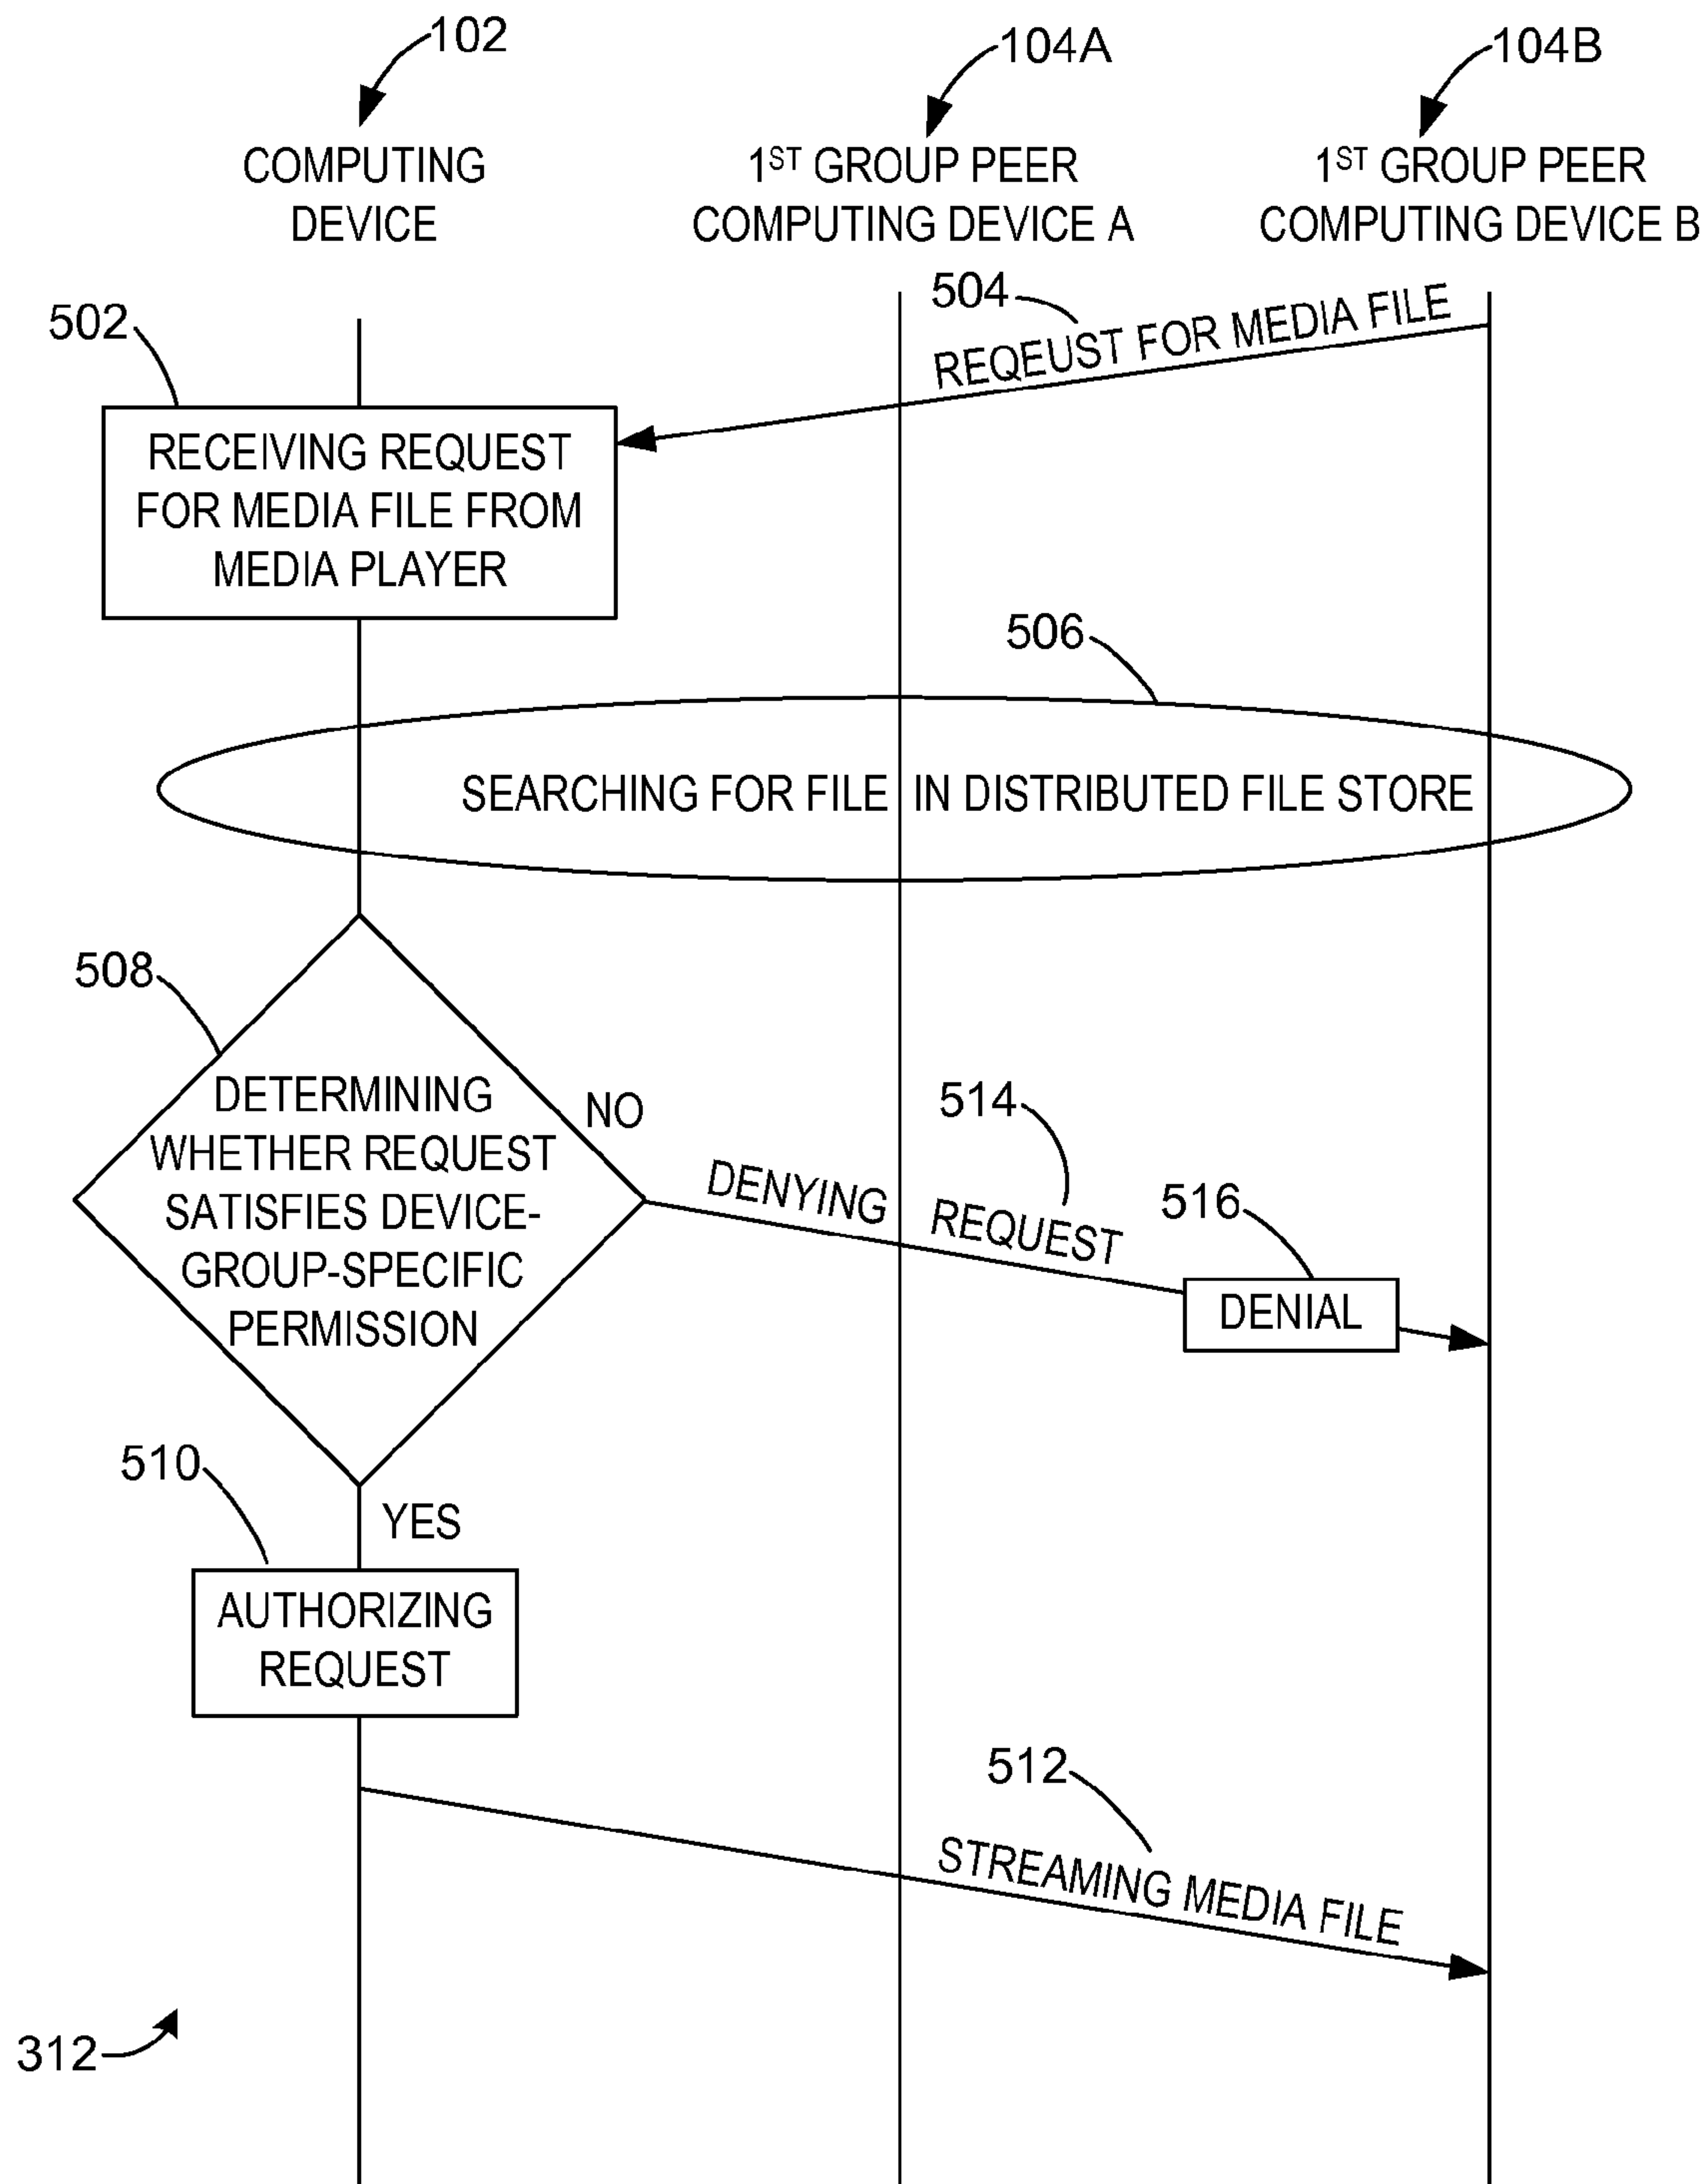 102
104A
104B
COMPUTING
DEVICE
1ST GROUP PEER
COMPUTING DEVICE A
1ST GROUP PEER
COMPUTING DEVICE B
504
REQEUST FOR MEDIA FILE
502
RECEIVING REQUEST
FOR MEDIA FILE FROM
MEDIA PLAYER
506
SEARCHING FOR FILE IN DISTRIBUTED FILE STORE
508
DETERMINING
WHETHER REQUEST
SATISFIES DEVICE-
GROUP-SPECIFIC
PERMISSION
NO
514
DENYING REQUEST
516
DENIAL
510
YES
AUTHORIZING
REQUEST
512
STREAMING MEDIA FILE
312